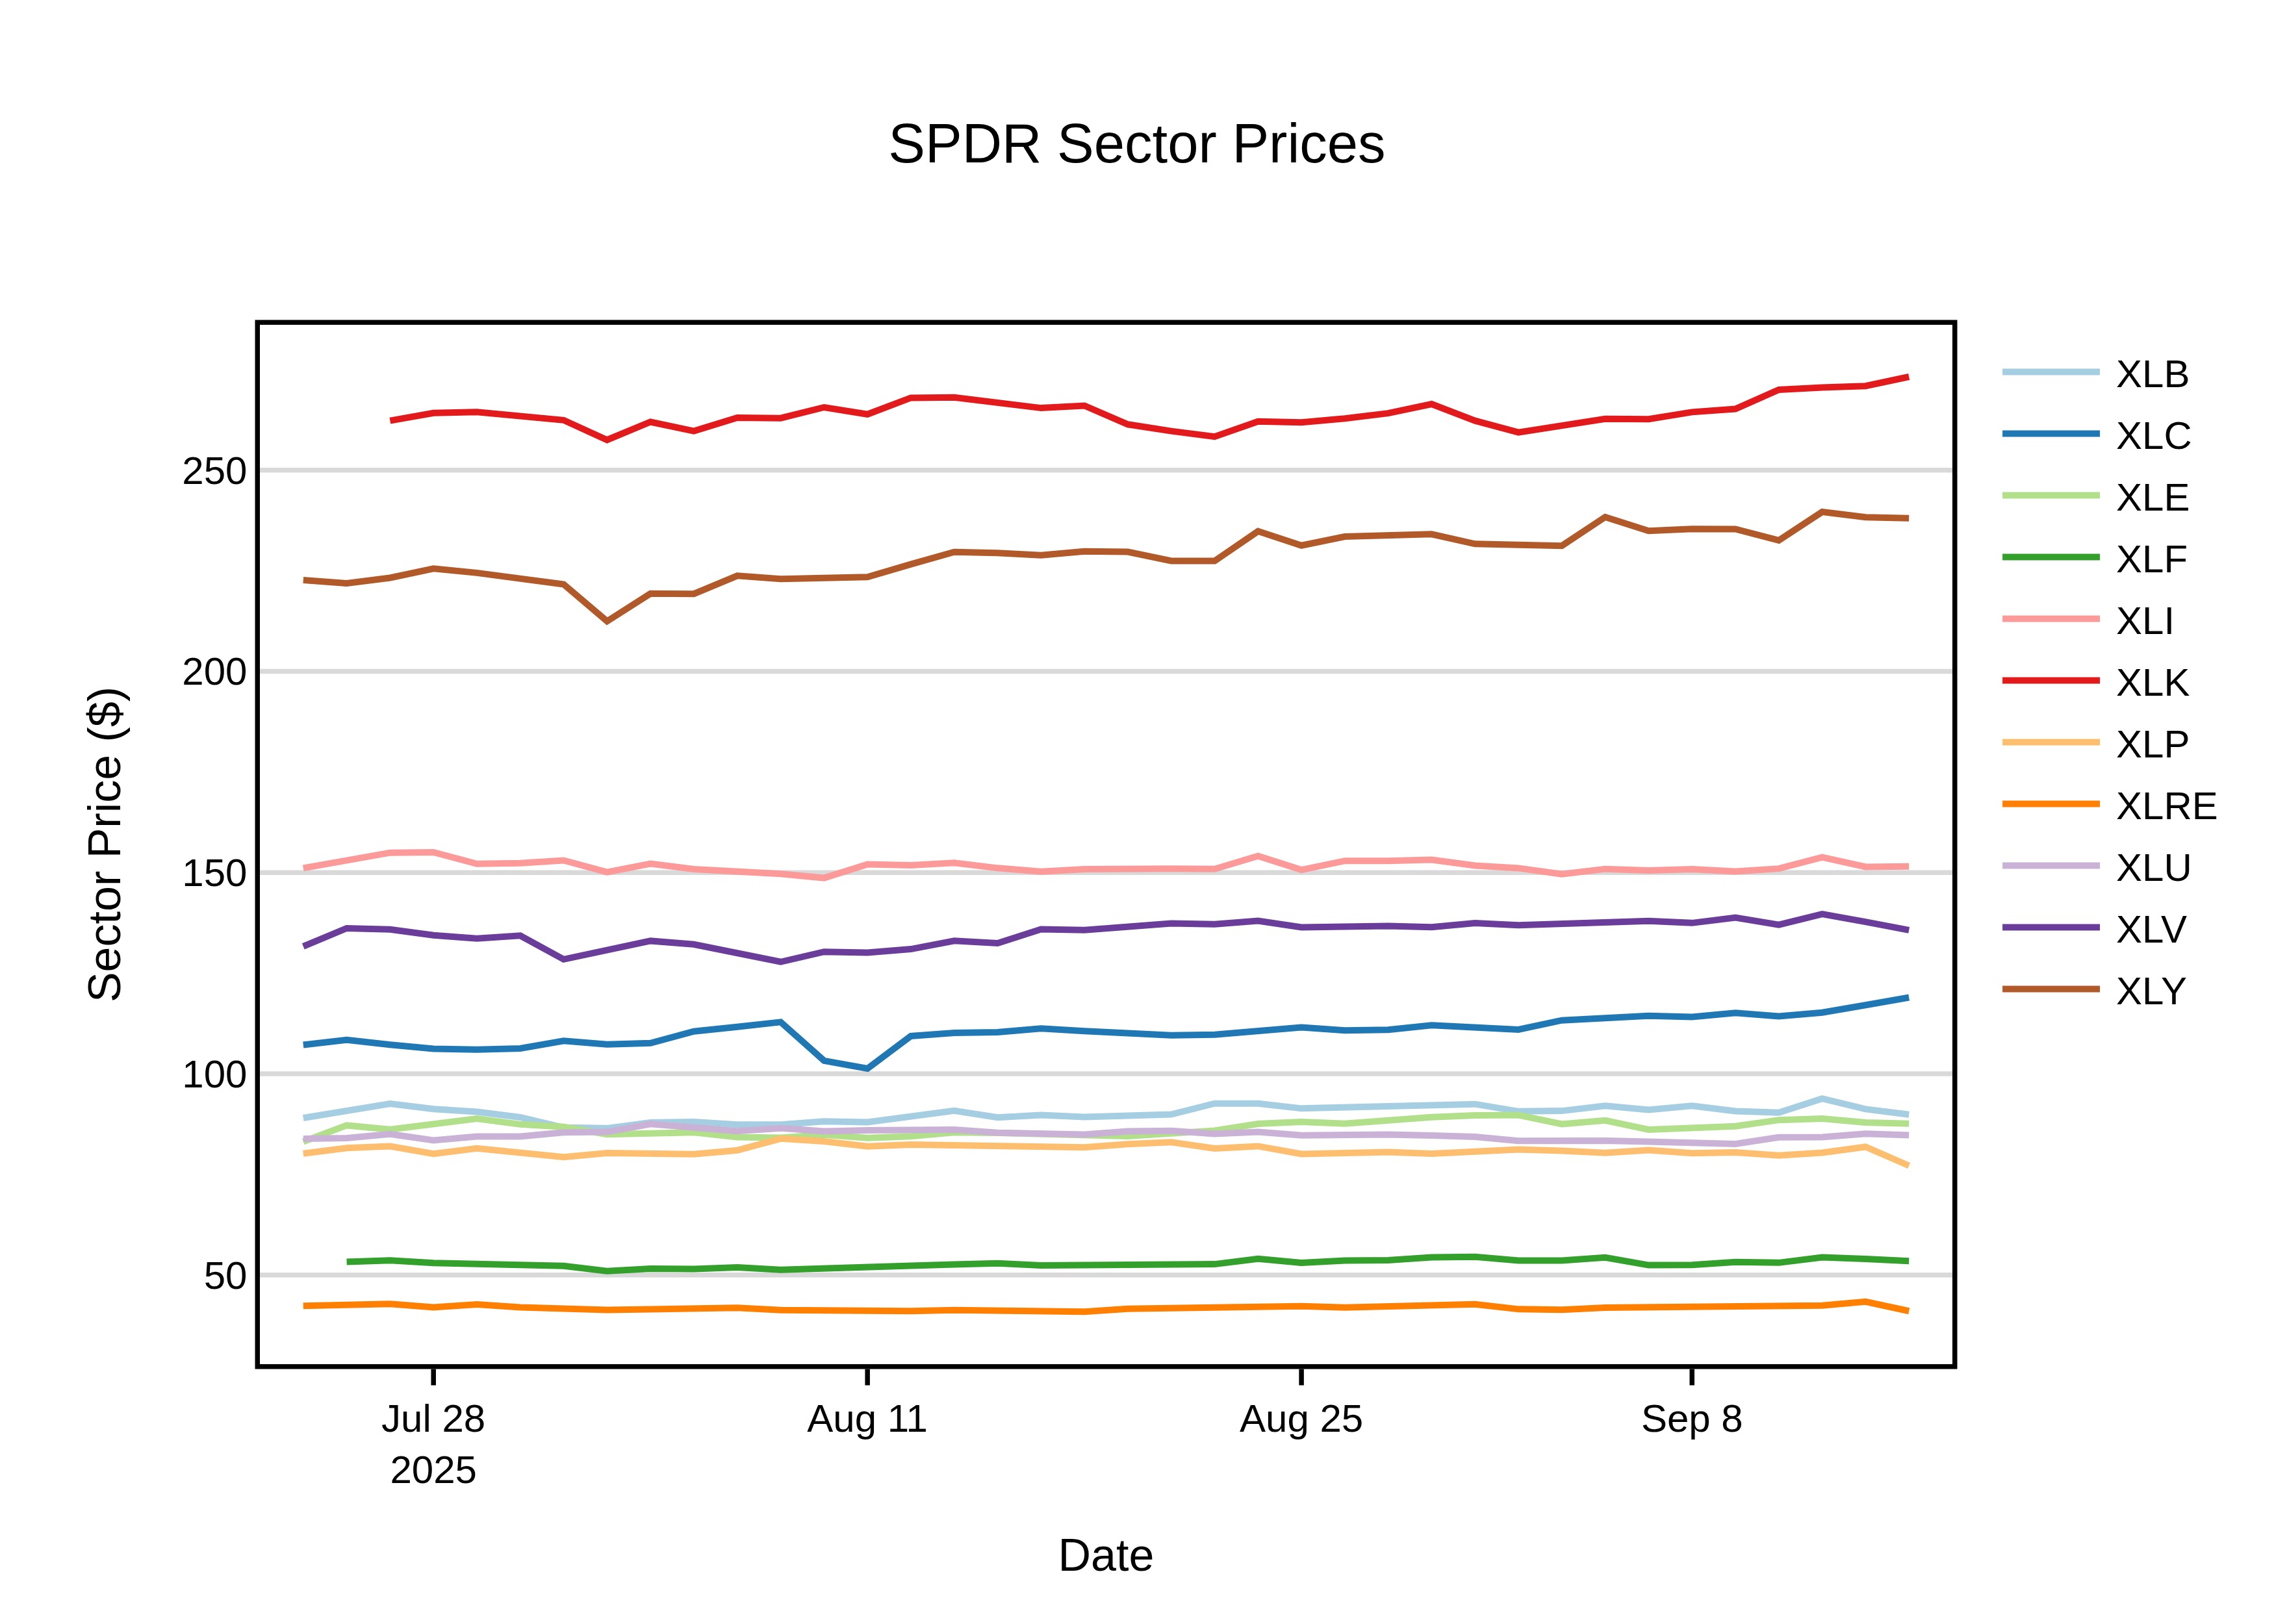 SPDR Sector Prices
Sector Price ($)
250
200
150
100
50
Jul 28
2025
Aug 11
Aug 25
Sep 8
Date
XLB
XLC
XLE
XLF
XLI
XLK
XLP
XLRE
XLU
XLV
XLY